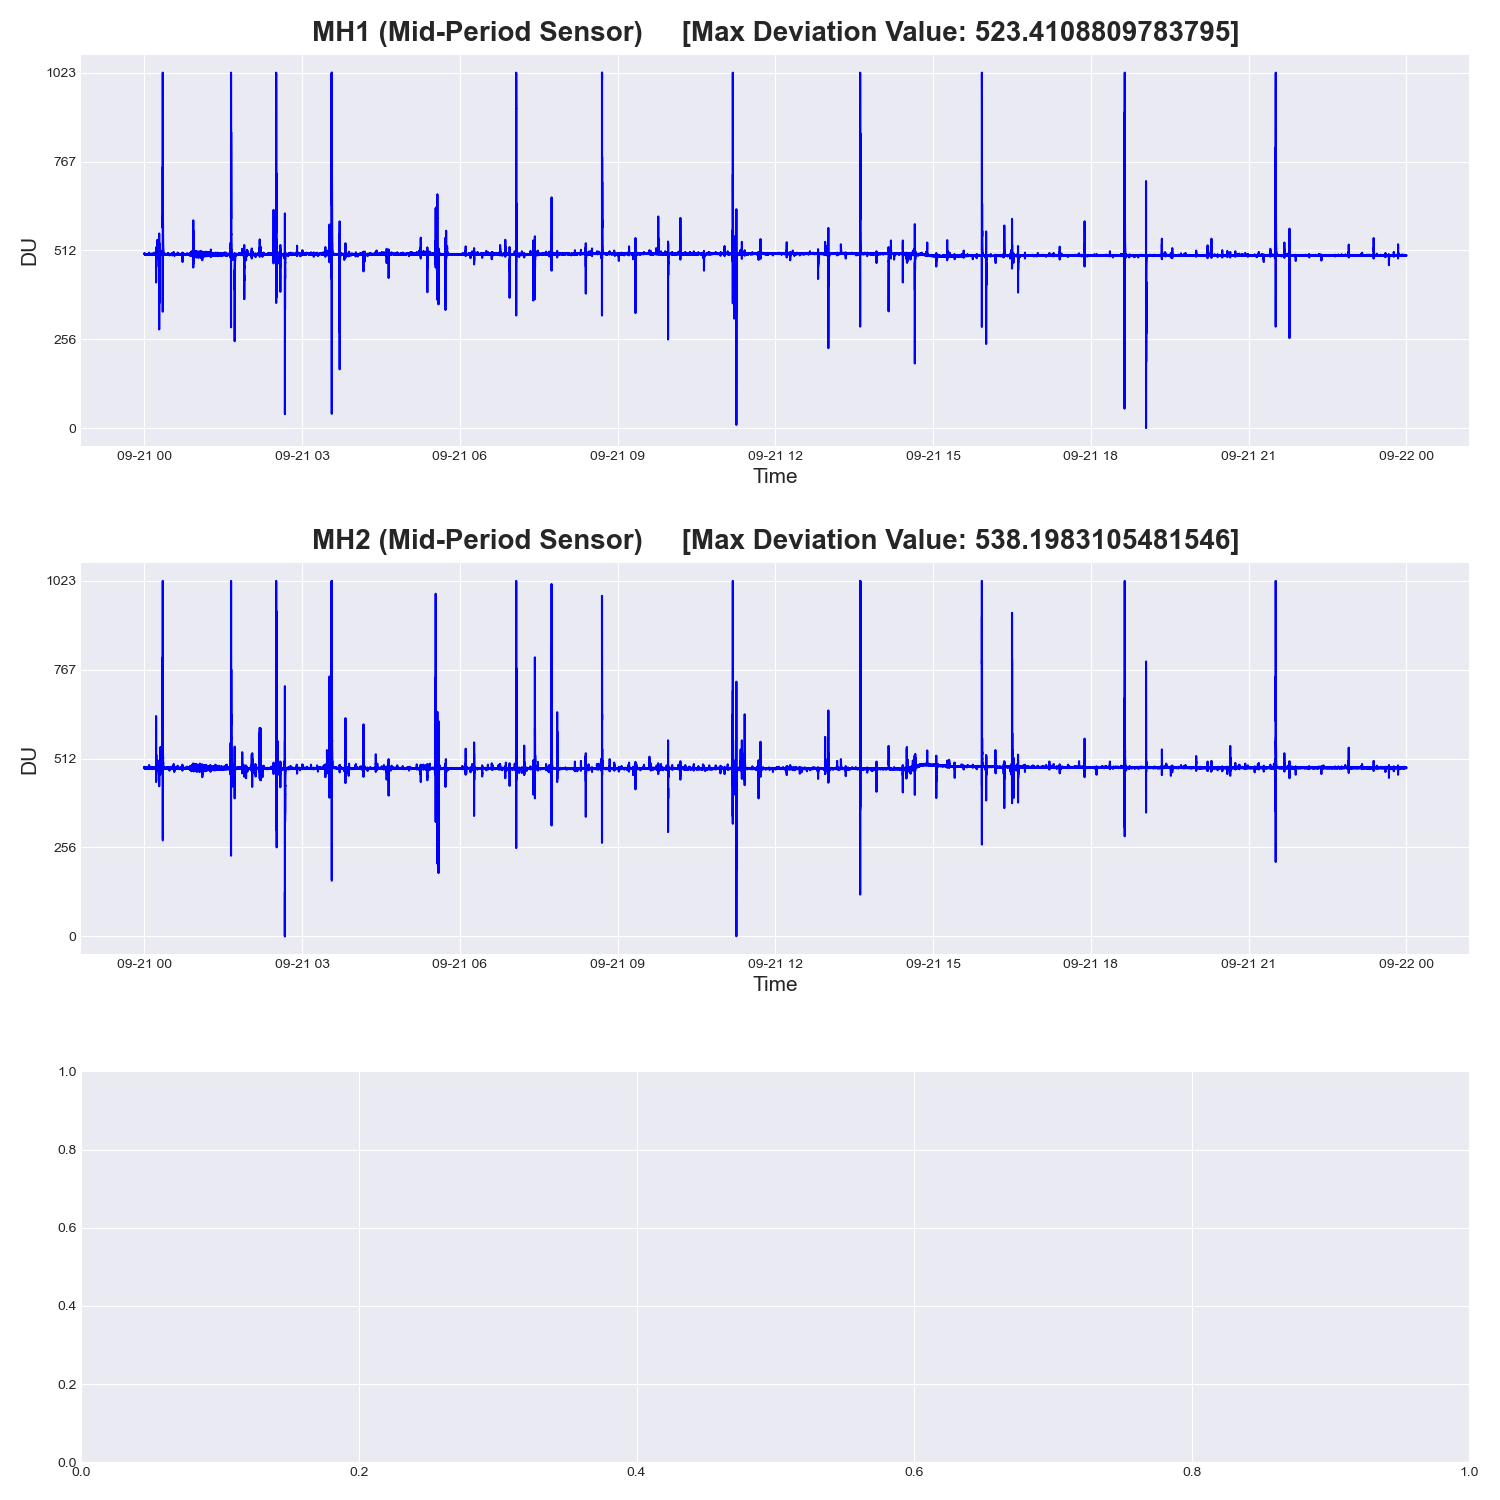 MH1 (Mid-Period Sensor) [Max Deviation Value: 523.4108809783795]
1023
767
512
256
0
DU
09-21 00 09-21 03 09-21 06 09-21 09 09-21 12 09-21 15 09-21 18 09-21 21 09-22 00
Time
MH2 (Mid-Period Sensor) [Max Deviation Value: 538.1983105481546]
1023
767
512
256
0
DU
09-21 00 09-21 03 09-21 06 09-21 09 09-21 12 09-21 15 09-21 18 09-21 21 09-22 00
Time
1.0
0.8
0.6
0.4
0.2
0.0
0.0 0.2 0.4 0.6 0.8 1.0